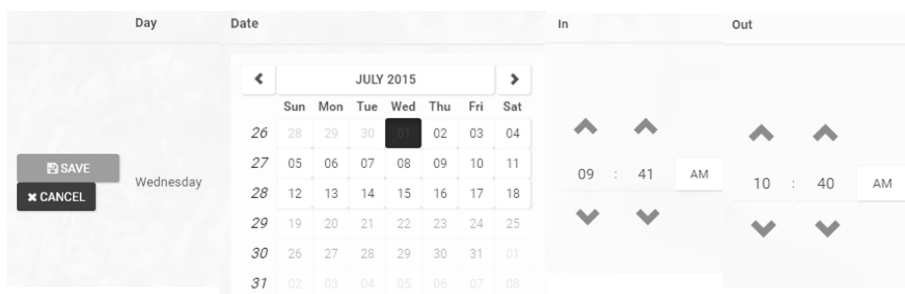 Day Date In Out
JULY 2015
Sun Mon Tue Wed Thu Fri Sat
26 28 29 30 01 02 03 04
27 05 06 07 08 09 10 11
28 12 13 14 15 16 17 18
29 19 20 21 22 23 24 25
30 26 27 28 29 30 31 01
31 02 03 04 05 06 07 08
SAVE
CANCEL
Wednesday
09 : 41 AM
10 : 40 AM